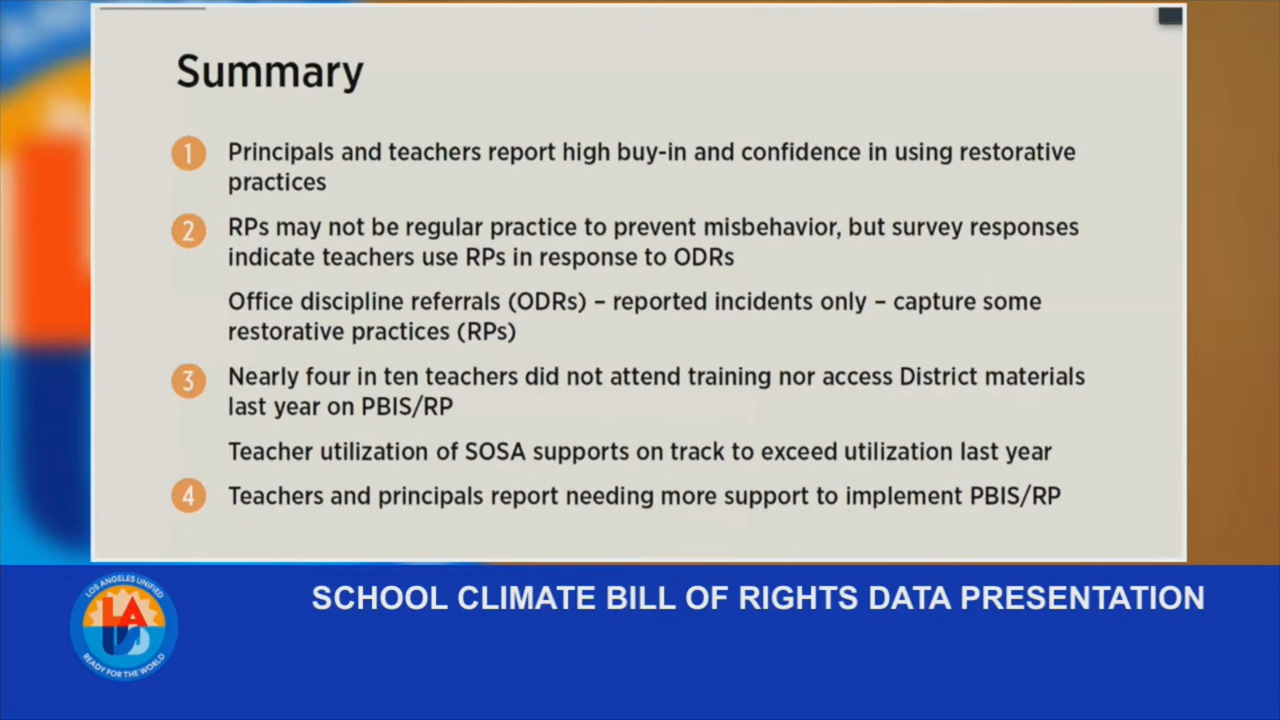 Summary
1 Principals and teachers report high buy-in and confidence in using restorative
practices
2 RPs may not be regular practice to prevent misbehavior, but survey responses
indicate teachers use RPs in response to ODRs
Office discipline referrals (ODRs) – reported incidents only – capture some
restorative practices (RPs)
3 Nearly four in ten teachers did not attend training nor access District materials
last year on PBIS/RP
Teacher utilization of SOSA supports on track to exceed utilization last year
4 Teachers and principals report needing more support to implement PBIS/RP
SCHOOL CLIMATE BILL OF RIGHTS DATA PRESENTATION
LOS ANGELES UNIFIED
LA
US
READY FOR THE WORLD